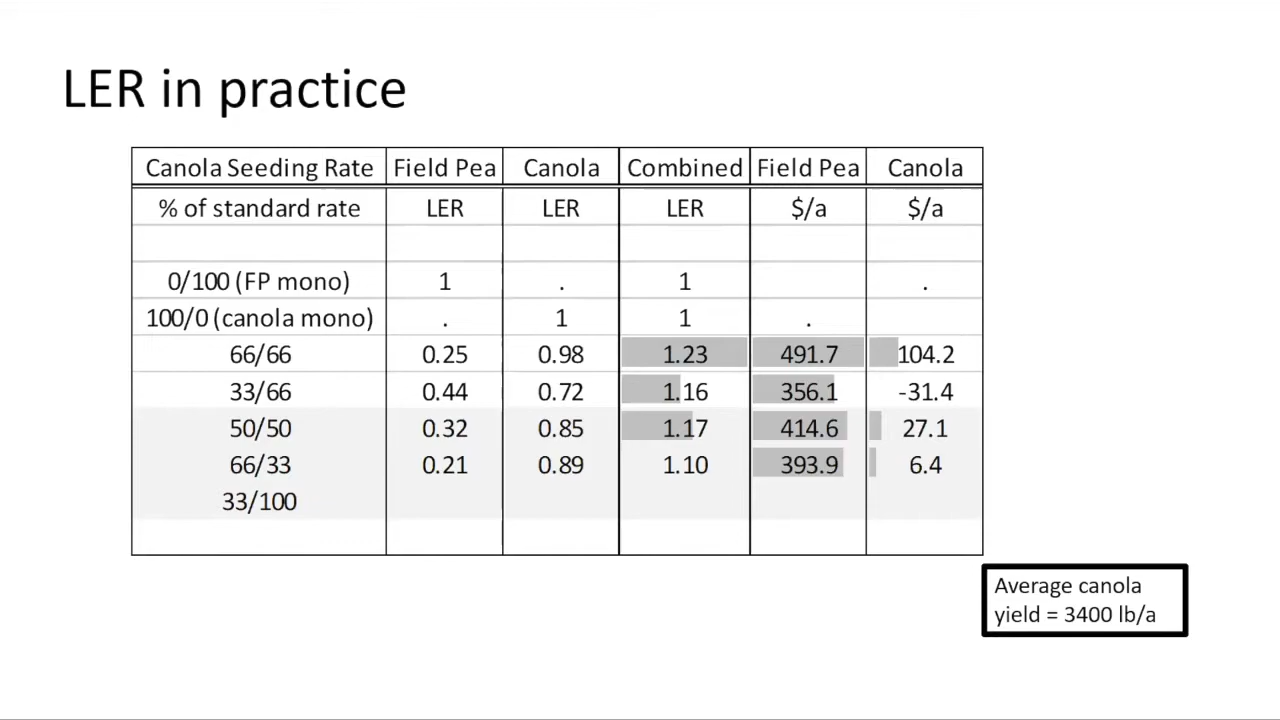 LER in practice
Canola Seeding Rate Field Pea Canola Combined Field Pea Canola
% of standard rate LER LER LER $/a $/a
0/100 (FP mono) 1 . 1 .
100/0 (canola mono) . 1 1 .
66/66 0.25 0.98 1.23 491.7 104.2
33/66 0.44 0.72 1.16 356.1 -31.4
50/50 0.32 0.85 1.17 414.6 27.1
66/33 0.21 0.89 1.10 393.9 6.4
33/100
Average canola
yield = 3400 lb/a